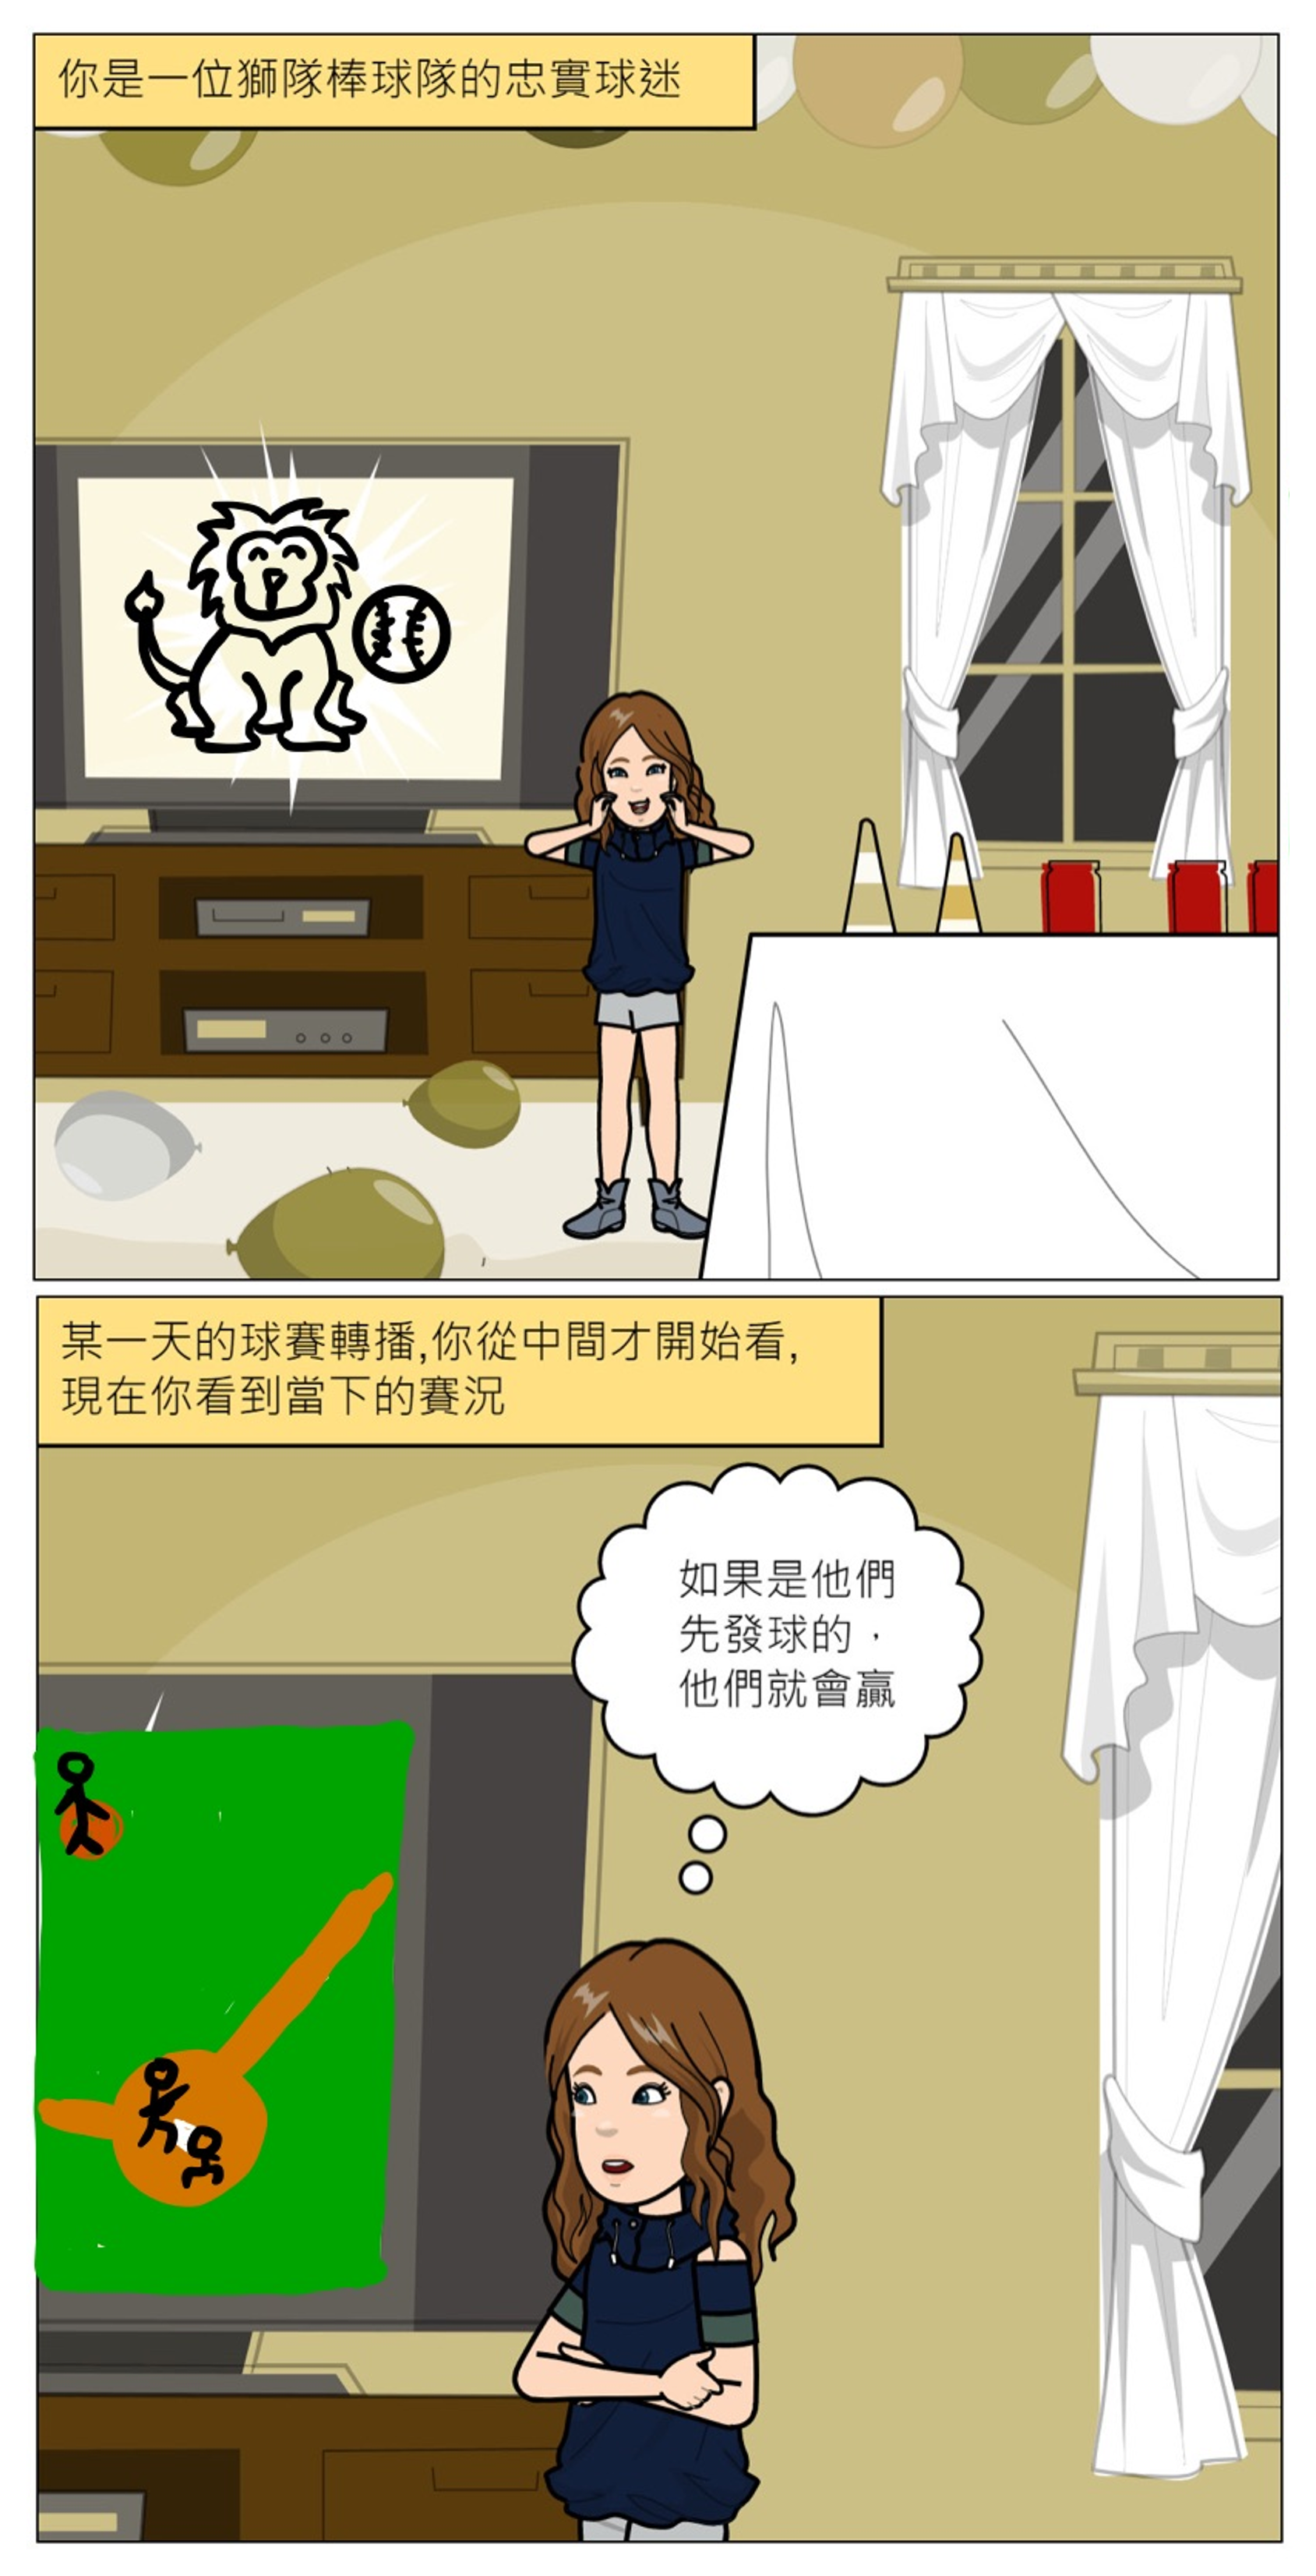 你是一位獅隊棒球隊的忠實球迷
某一天的球賽轉播,你從中間才開始看,
現在你看到當下的賽況
如果是他們
先發球的，
他們就會贏